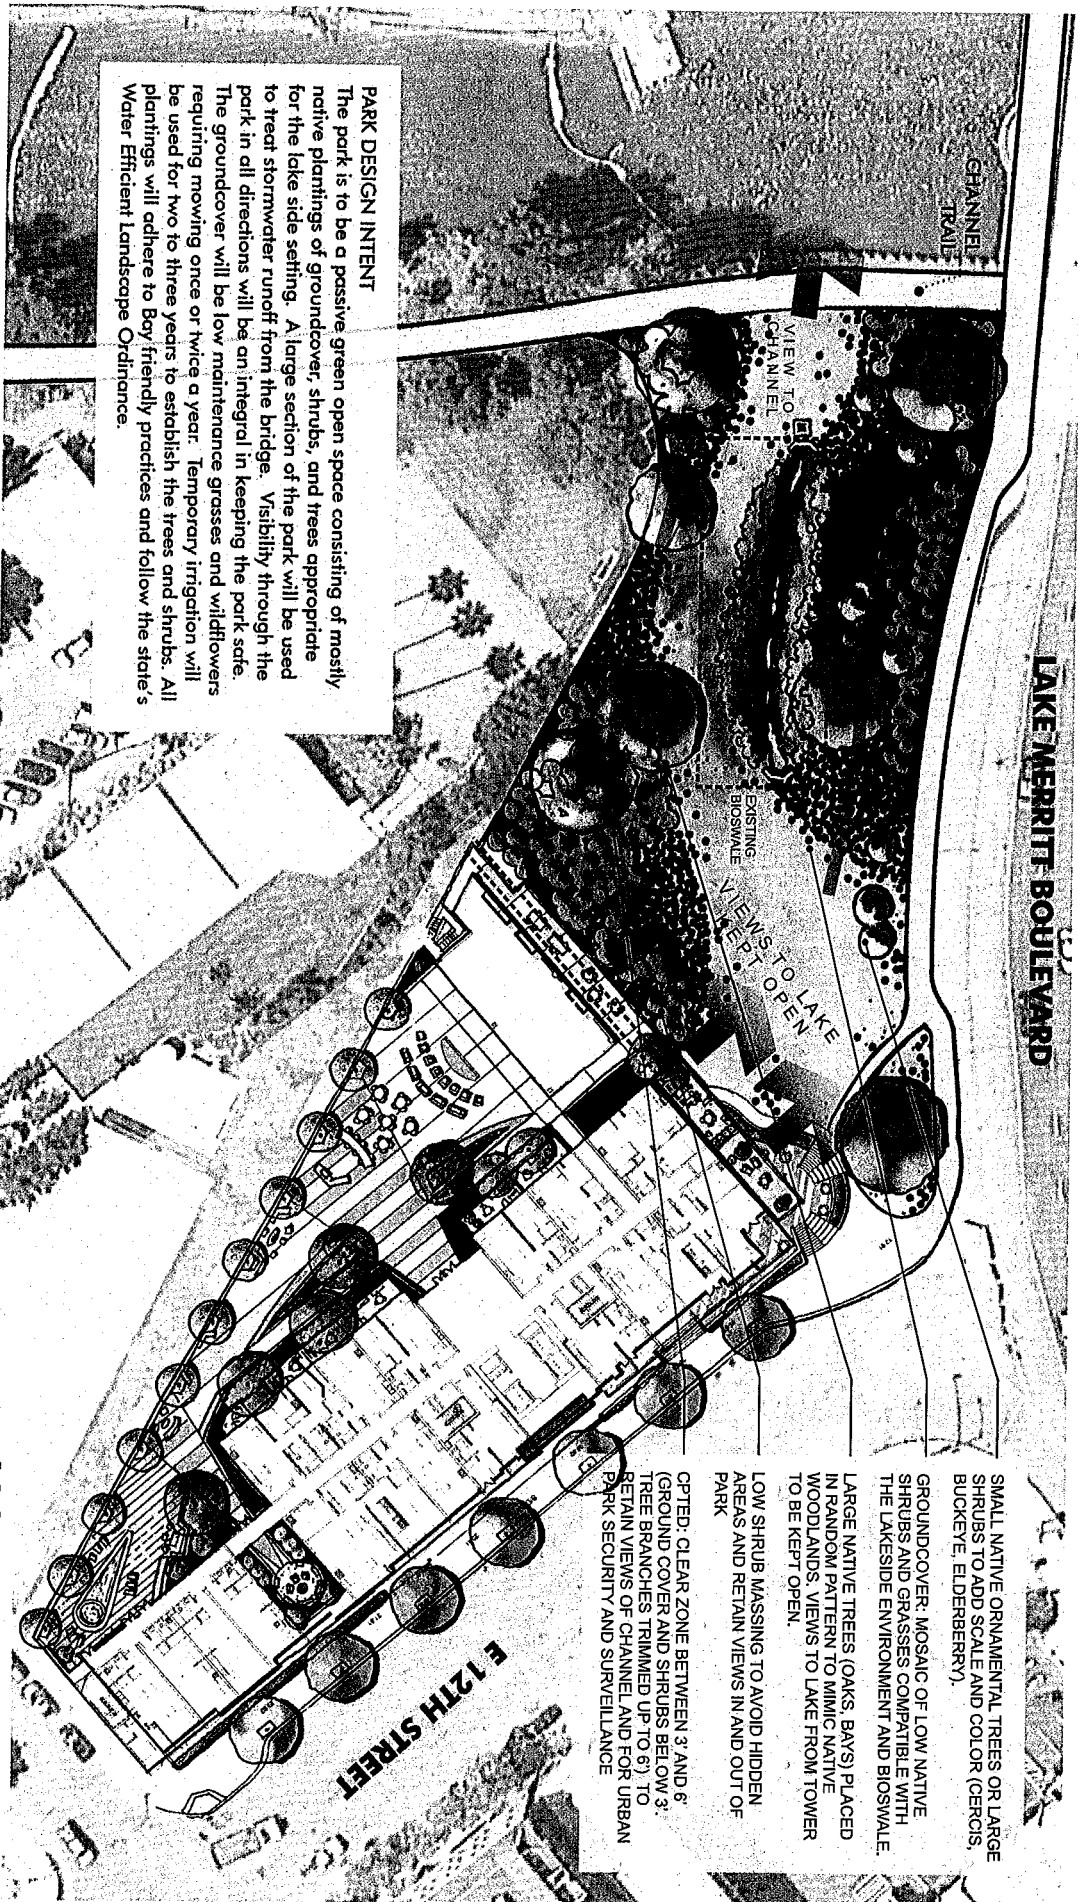 LAKE MERRITT BOULEVARD
CHANNEL
TRAIL
VIEW TO
CHANNEL
EXISTING
BIOSWALE
VIEWS TO LAKE
KEPT OPEN
E 12TH STREET
PARK DESIGN INTENT
The park is to be a passive green open space consisting of mostly
native plantings of groundcover, shrubs, and trees appropriate
for the lake side setting. A large section of the park will be used
to treat stormwater runoff from the bridge. Visibility through the
park in all directions will be an integral in keeping the park safe.
The groundcover will be low maintenance grasses and wildflowers
requiring mowing once or twice a year. Temporary irrigation will
be used for two to three years to establish the trees and shrubs. All
plantings will adhere to Bay friendly practices and follow the state's
Water Efficient Landscape Ordinance.
SMALL NATIVE ORNAMENTAL TREES OR LARGE
SHRUBS TO ADD SCALE AND COLOR (CERCIS,
BUCKEYE, ELDERBERRY).
GROUNDCOVER: MOSAIC OF LOW NATIVE
SHRUBS AND GRASSES COMPATIBLE WITH
THE LAKESIDE ENVIRONMENT AND BIOSWALE.
LARGE NATIVE TREES (OAKS, BAYS) PLACED
IN RANDOM PATTERN TO MIMIC NATIVE
WOODLANDS. VIEWS TO LAKE FROM TOWER
TO BE KEPT OPEN.
LOW SHRUB MASSING TO AVOID HIDDEN
AREAS AND RETAIN VIEWS IN AND OUT OF
PARK
CPTED: CLEAR ZONE BETWEEN 3' AND 6'
(GROUND COVER AND SHRUBS BELOW 3'.
TREE BRANCHES TRIMMED UP TO 6') TO
RETAIN VIEWS OF CHANNEL AND FOR URBAN
PARK SECURITY AND SURVEILLANCE